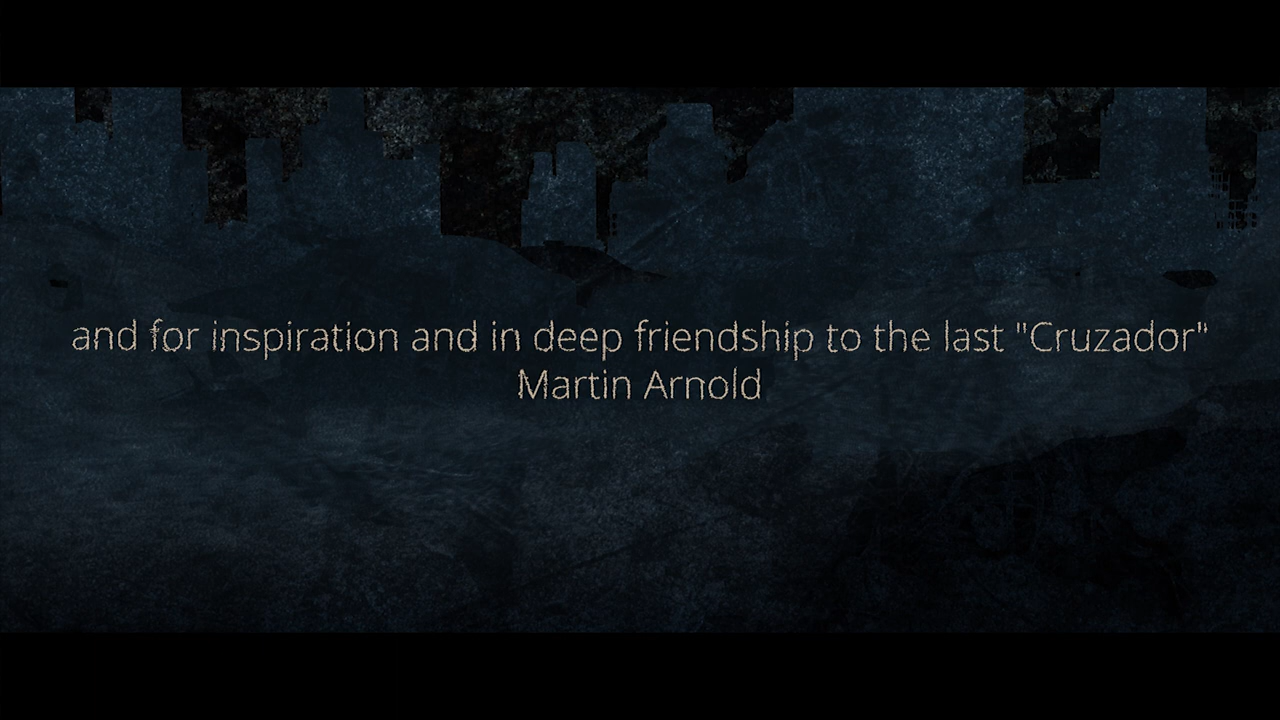 and for inspiration and in deep friendship to the last "Cruzador"
Martin Arnold